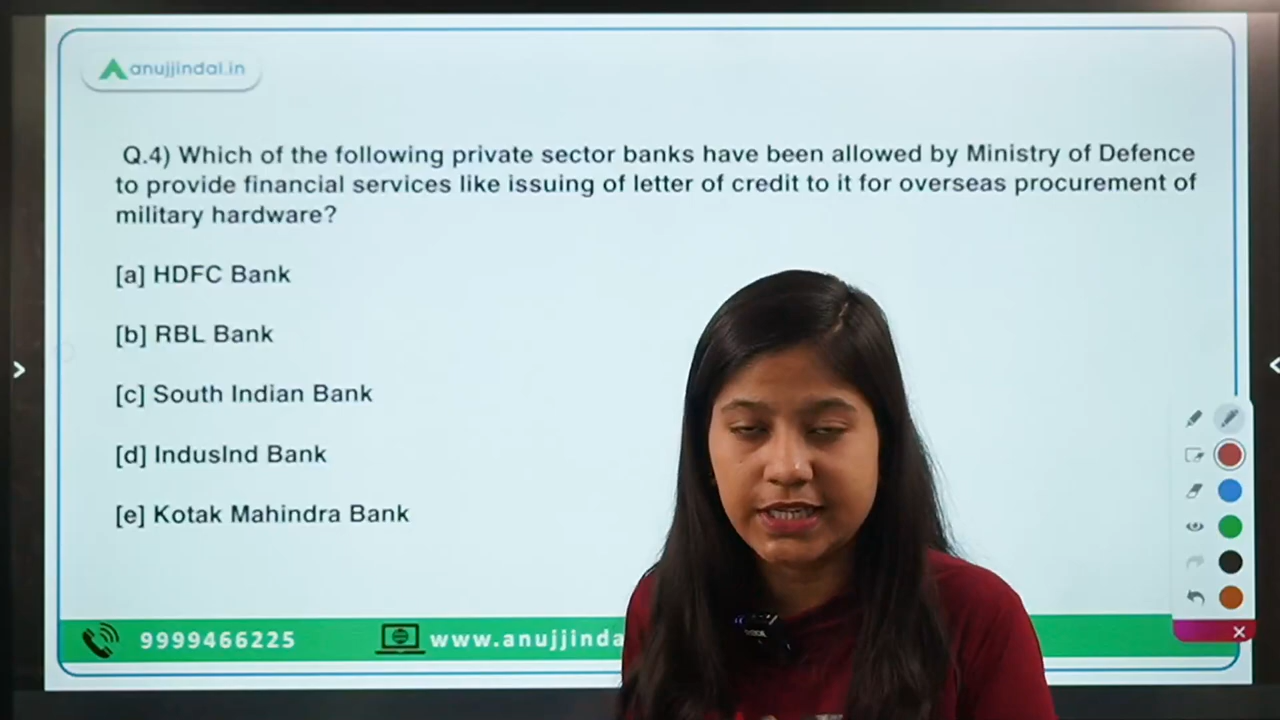 anujjindal.in
Q.4) Which of the following private sector banks have been allowed by Ministry of Defence
to provide financial services like issuing of letter of credit to it for overseas procurement of
military hardware?
[a] HDFC Bank
[b] RBL Bank
[c] South Indian Bank
[d] IndusInd Bank
[e] Kotak Mahindra Bank
9999466225
www.anujjinda